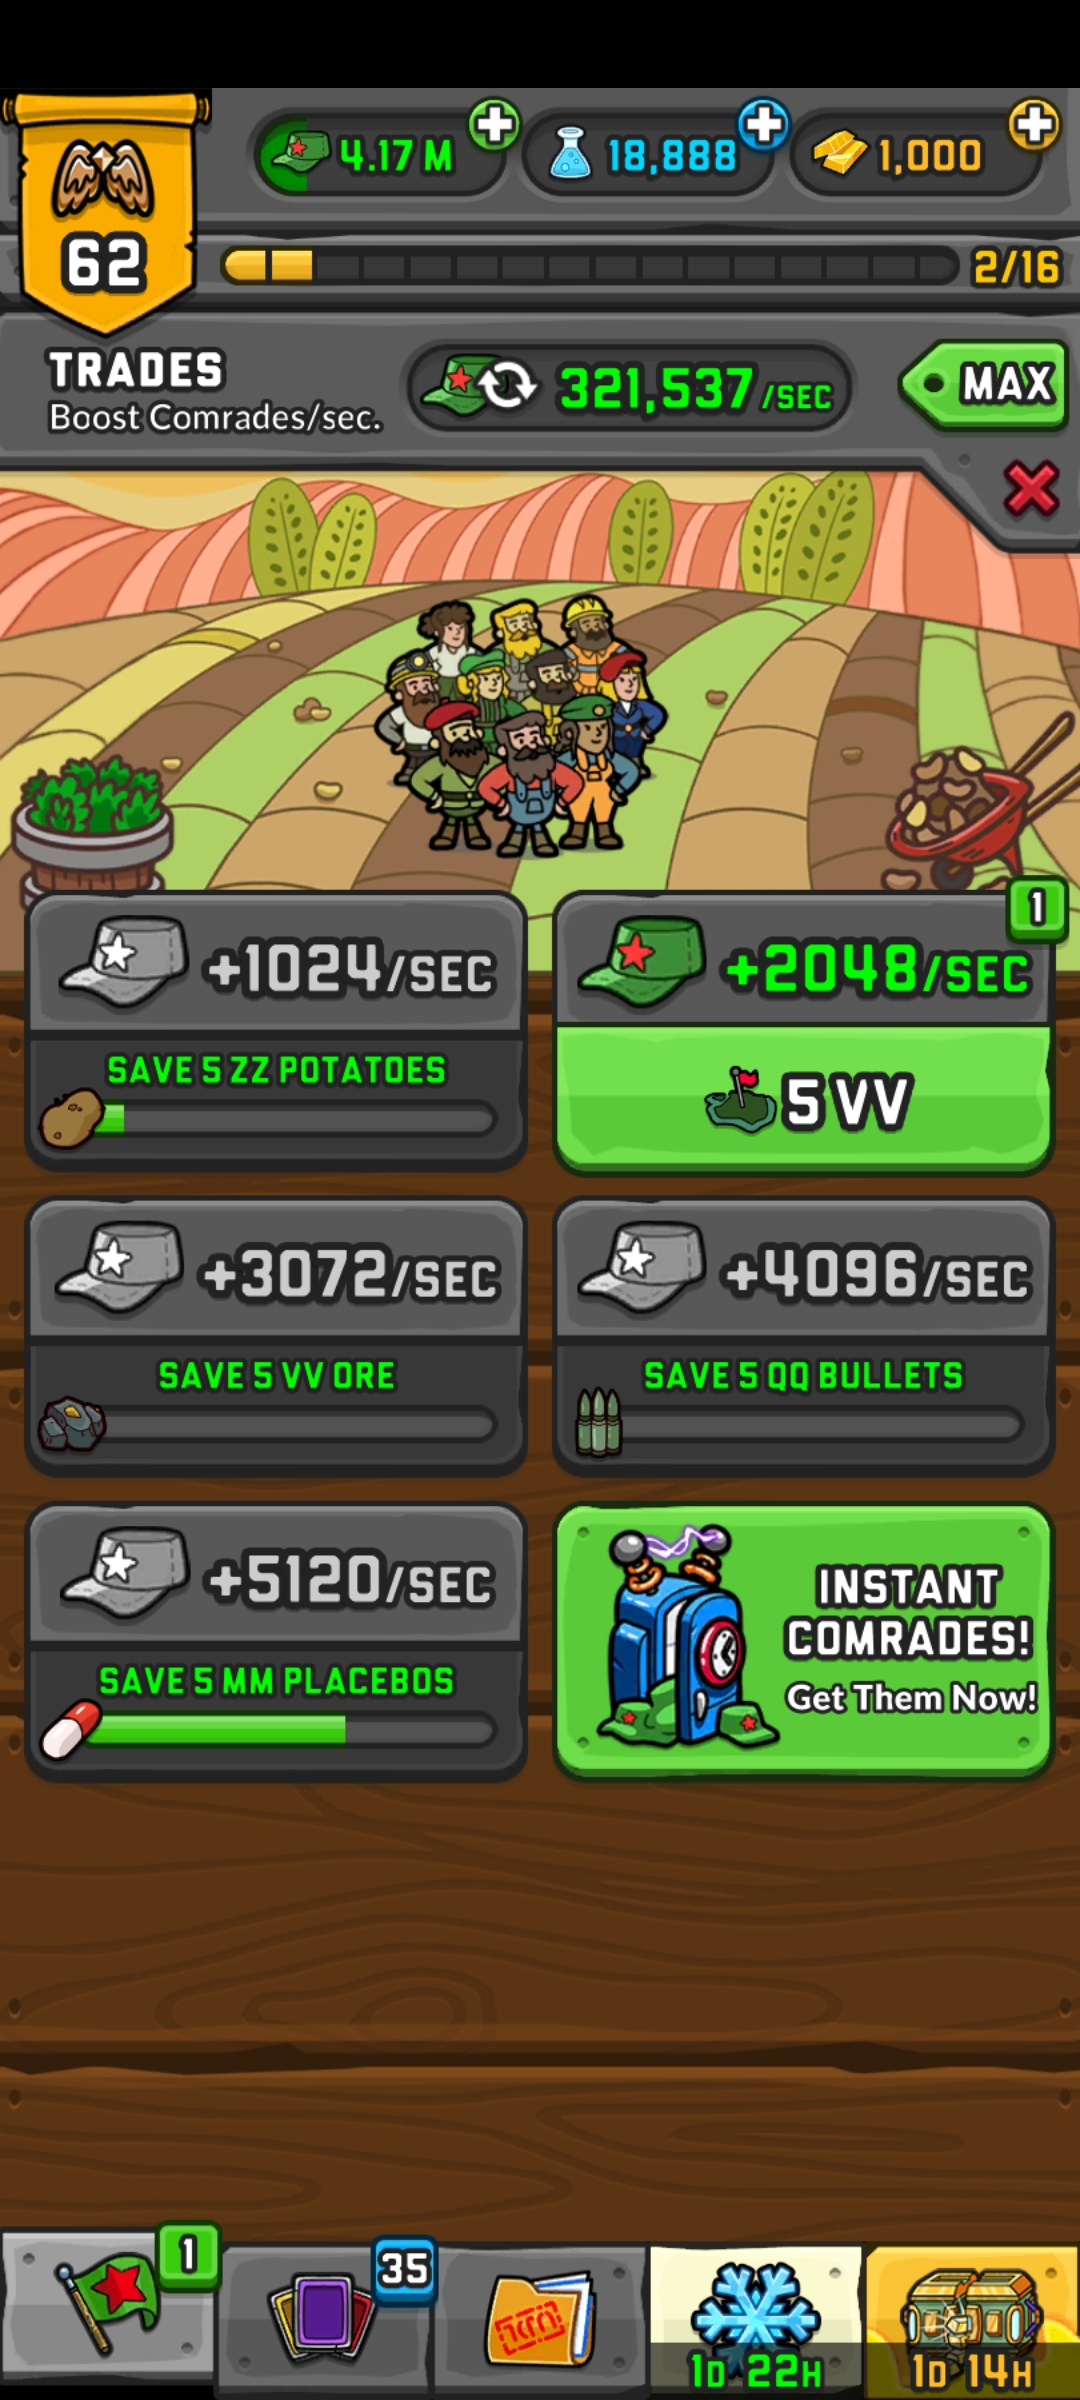 4.17 M
18,888
1,000
62
2/16
TRADES
Boost Comrades/sec.
321,537/SEC
MAX
+1024/SEC
SAVE 5 ZZ POTATOES
1
+2048/SEC
5 VV
+3072/SEC
SAVE 5 VV ORE
+4096/SEC
SAVE 5 QQ BULLETS
+5120/SEC
SAVE 5 MM PLACEBOS
INSTANT
COMRADES!
Get Them Now!
1
35
1D 22H
1D 14H